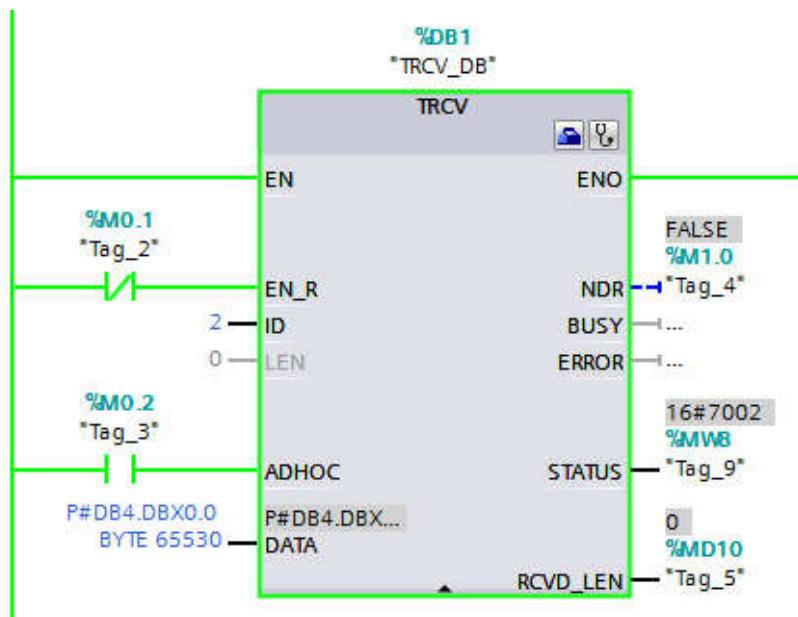 %DB1
"TRCV_DB"
TRCV
EN
ENO
%M0.1
"Tag_2"
FALSE
%M1.0
EN_R
NDR
"Tag_4"
2
ID
BUSY
...
0
LEN
ERROR
...
%M0.2
"Tag_3"
16#7002
%MW8
ADHOC
STATUS
"Tag_9"
P#DB4.DBX0.0
BYTE 65530
P#DB4.DBX...
DATA
0
%MD10
RCVD_LEN
"Tag_5"